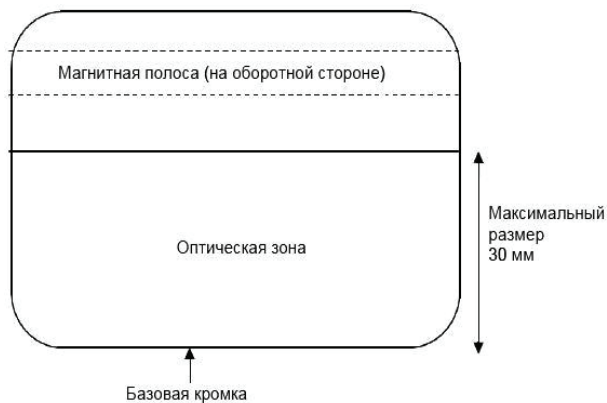 Магнитная полоса (на оборотной стороне)
Максимальный
размер
30 мм
Оптическая зона
Базовая кромка